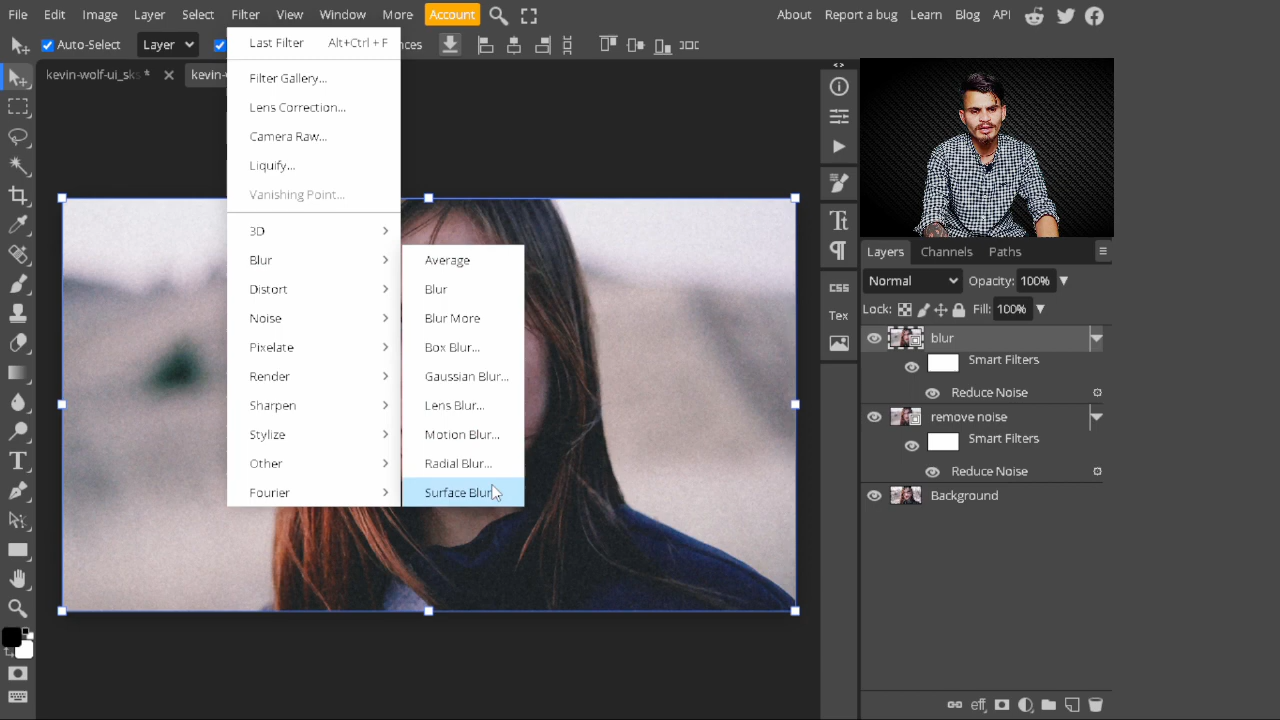 File Edit Image Layer Select Filter View Window More Account About Report a bug Learn Blog API
Auto-Select Layer
kevin-wolf-ui_sks * kevin-
Last Filter Alt+Ctrl + F
Filter Gallery...
Lens Correction...
Camera Raw...
Liquify...
Vanishing Point...
3D
Blur
Distort
Noise
Pixelate
Render
Sharpen
Stylize
Other
Fourier
Average
Blur
Blur More
Box Blur...
Gaussian Blur...
Lens Blur...
Motion Blur...
Radial Blur...
Surface Blur...
CSS
Tex
Layers Channels Paths
Normal Opacity: 100%
Lock: Fill: 100%
blur
Smart Filters
Reduce Noise
remove noise
Smart Filters
Reduce Noise
Background
eff